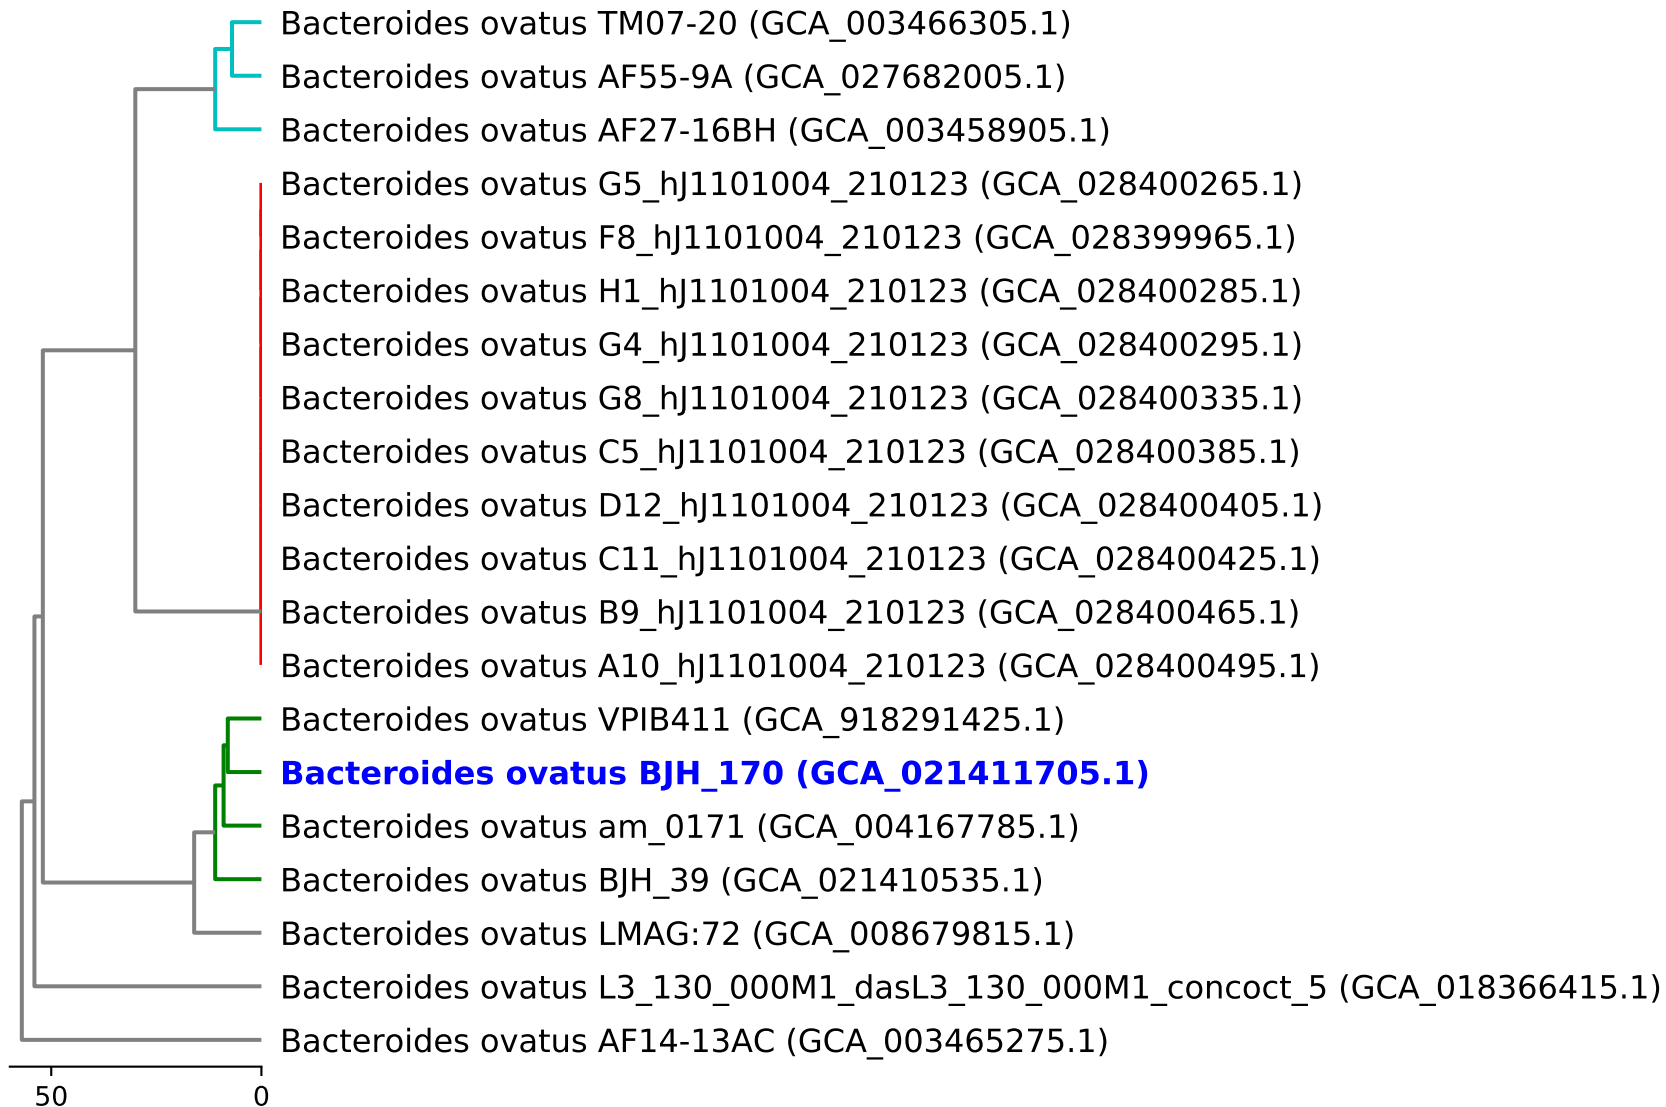 Bacteroides ovatus TM07-20 (GCA_003466305.1)
Bacteroides ovatus AF55-9A (GCA_027682005.1)
Bacteroides ovatus AF27-16BH (GCA_003458905.1)
Bacteroides ovatus G5_hJ1101004_210123 (GCA_028400265.1)
Bacteroides ovatus F8_hJ1101004_210123 (GCA_028399965.1)
Bacteroides ovatus H1_hJ1101004_210123 (GCA_028400285.1)
Bacteroides ovatus G4_hJ1101004_210123 (GCA_028400295.1)
Bacteroides ovatus G8_hJ1101004_210123 (GCA_028400335.1)
Bacteroides ovatus C5_hJ1101004_210123 (GCA_028400385.1)
Bacteroides ovatus D12_hJ1101004_210123 (GCA_028400405.1)
Bacteroides ovatus C11_hJ1101004_210123 (GCA_028400425.1)
Bacteroides ovatus B9_hJ1101004_210123 (GCA_028400465.1)
Bacteroides ovatus A10_hJ1101004_210123 (GCA_028400495.1)
Bacteroides ovatus VPIB411 (GCA_918291425.1)
Bacteroides ovatus BJH_170 (GCA_021411705.1)
Bacteroides ovatus am_0171 (GCA_004167785.1)
Bacteroides ovatus BJH_39 (GCA_021410535.1)
Bacteroides ovatus LMAG:72 (GCA_008679815.1)
Bacteroides ovatus L3_130_000M1_dasL3_130_000M1_concoct_5 (GCA_018366415.1)
Bacteroides ovatus AF14-13AC (GCA_003465275.1)
50 0